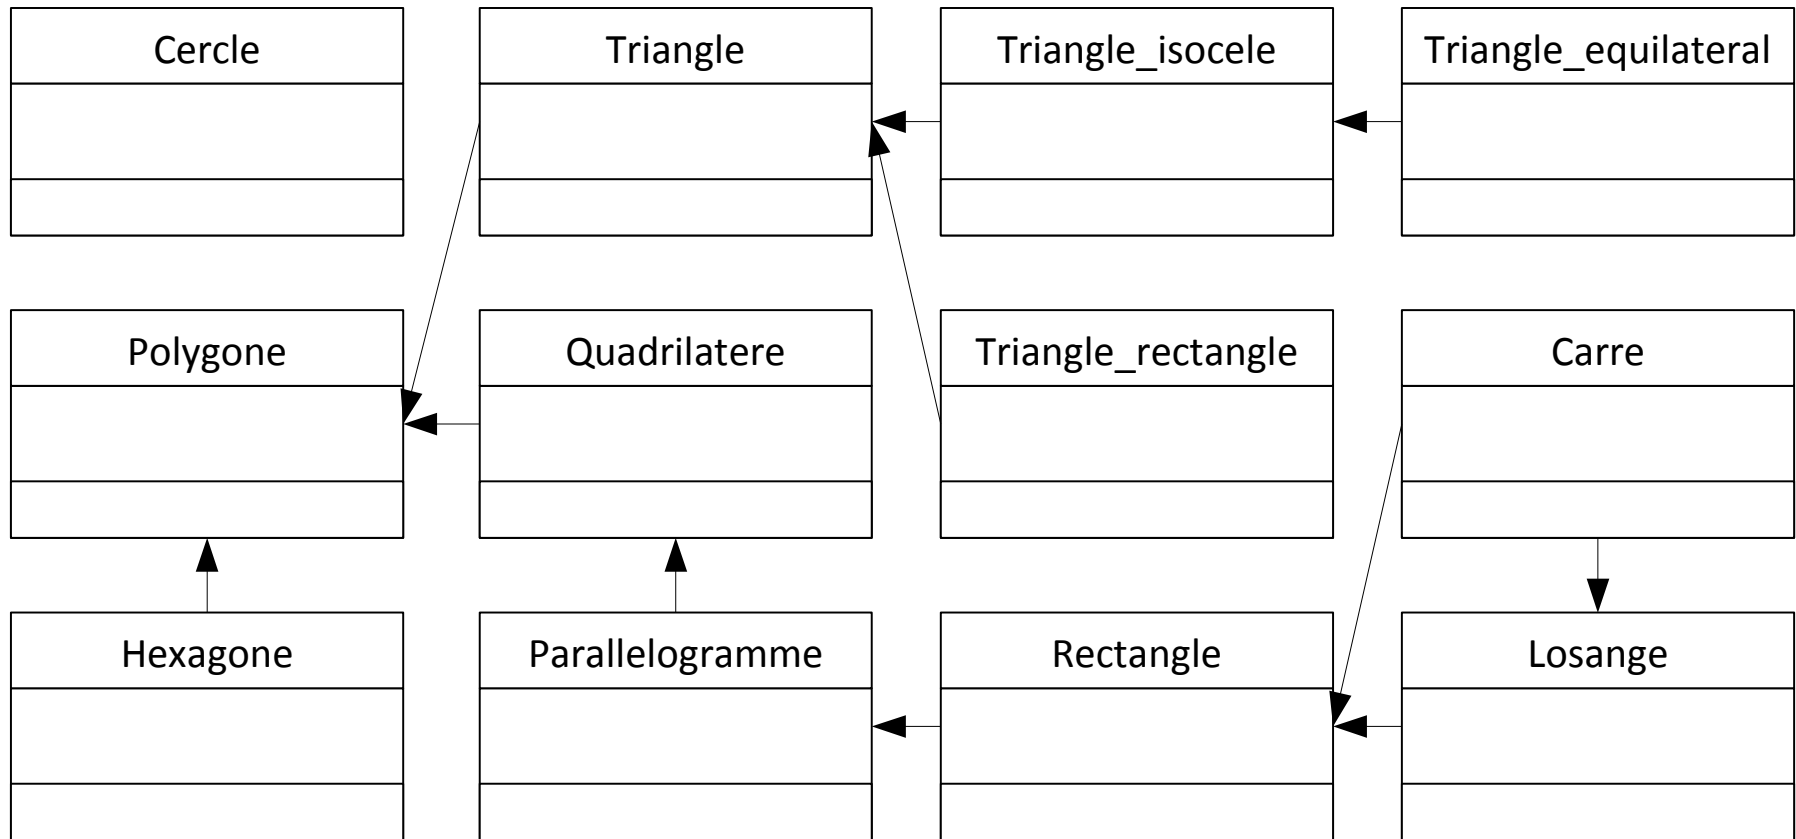 Cercle
Triangle
Triangle_isocele
Triangle_equilateral
Polygone
Quadrilatere
Triangle_rectangle
Carre
Hexagone
Parallelogramme
Rectangle
Losange